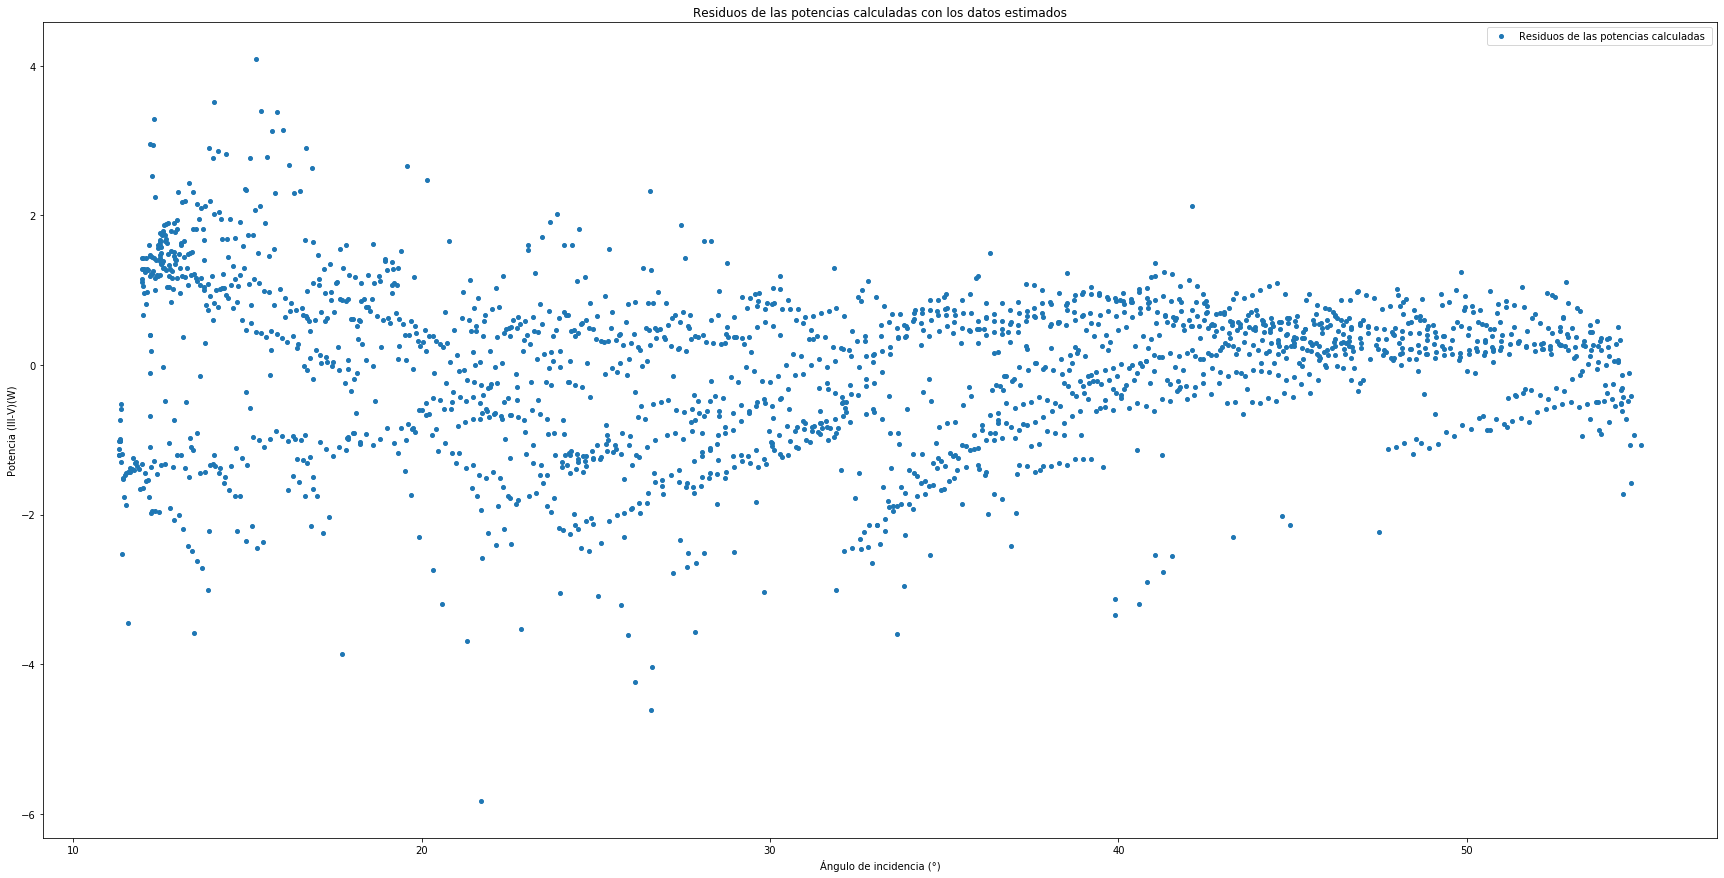 Residuos de las potencias calculadas con los datos estimados
Residuos de las potencias calculadas
4
2
0
−2
−4
−6
Potencia (III-V)(W)
10 20 30 40 50
Ángulo de incidencia (°)